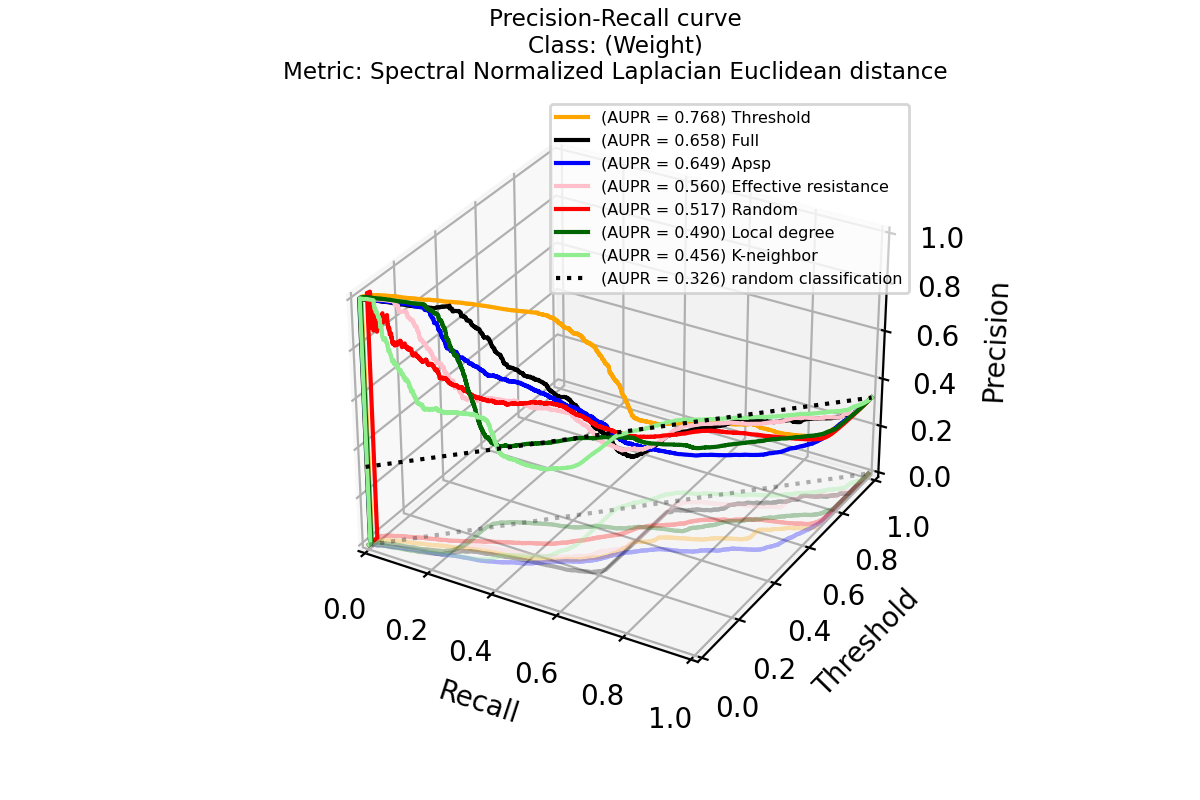 Precision-Recall curve
Class: (Weight)
Metric: Spectral Normalized Laplacian Euclidean distance
(AUPR = 0.768) Threshold
(AUPR = 0.658) Full
(AUPR = 0.649) Apsp
(AUPR = 0.560) Effective resistance
(AUPR = 0.517) Random
(AUPR = 0.490) Local degree
(AUPR = 0.456) K-neighbor
(AUPR = 0.326) random classification
1.0
0.8
0.6
0.4
0.2
0.0
Precision
1.0
0.8
0.6
0.4
0.2
0.0
Threshold
0.0
0.2
0.4
0.6
0.8
1.0
Recall